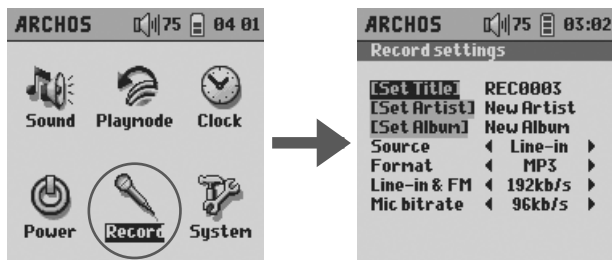 ARCHOS 75 04 01
Sound Playmode Clock
Power Record System
ARCHOS 75 03:02
Record settings
[Set Title] REC0003
[Set Artist] New Artist
[Set Album] New Album
Source Line-in
Format MP3
Line-in & FM 192kb/s
Mic bitrate 96kb/s